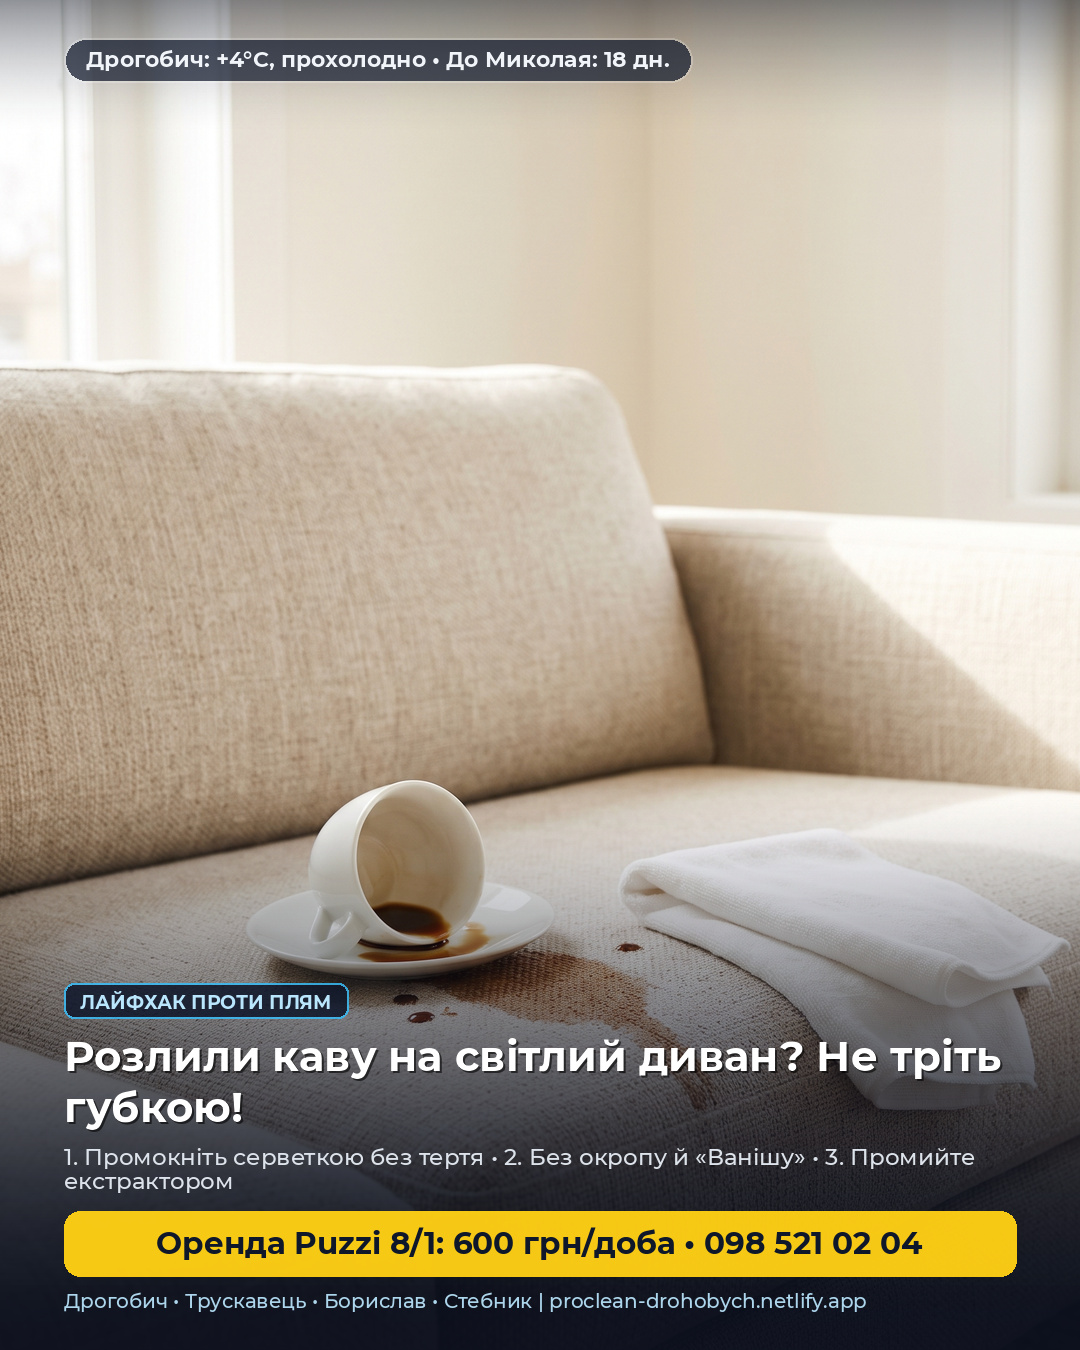 Дрогобич: +4°C, прохолодно • До Миколая: 18 дн.
ЛАЙФХАК ПРОТИ ПЛЯМ
Розлили каву на світлий диван? Не тріть
губкою!
1. Промокніть серветкою без тертя • 2. Без окропу й «Ванішу» • 3. Промийте
екстрактором
Оренда Puzzi 8/1: 600 грн/доба • 098 521 02 04
Дрогобич • Трускавець • Борислав • Стебник | proclean-drohobych.netlify.app